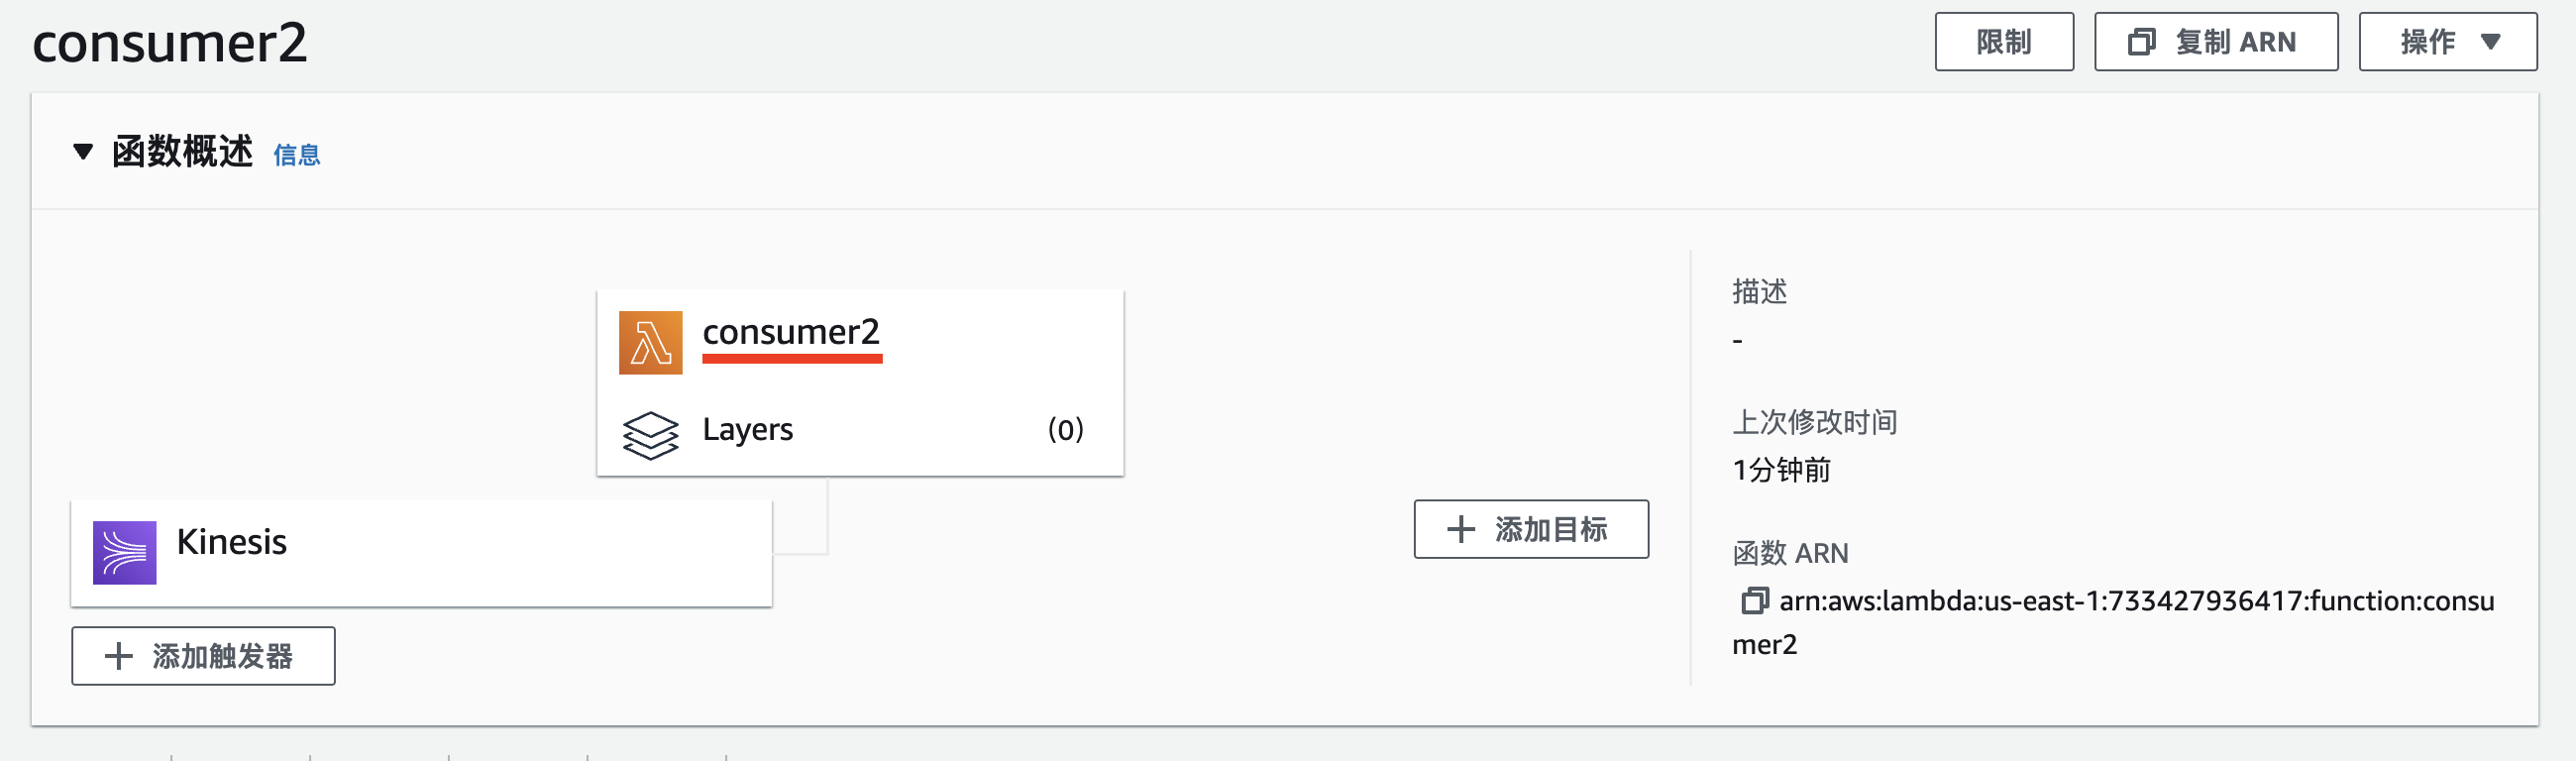 consumer2
限制
复制 ARN
操作
函数概述 信息
consumer2
Layers (0)
Kinesis
添加触发器
添加目标
描述
-
上次修改时间
1分钟前
函数 ARN
arn:aws:lambda:us-east-1:733427936417:function:consu
mer2